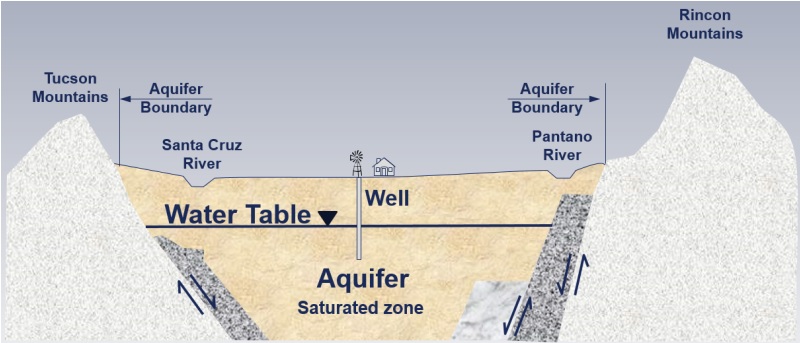 Rincon
Mountains
Tucson
Mountains
Aquifer
Boundary
Aquifer
Boundary
Santa Cruz
River
Pantano
River
Well
Water Table
Aquifer
Saturated zone